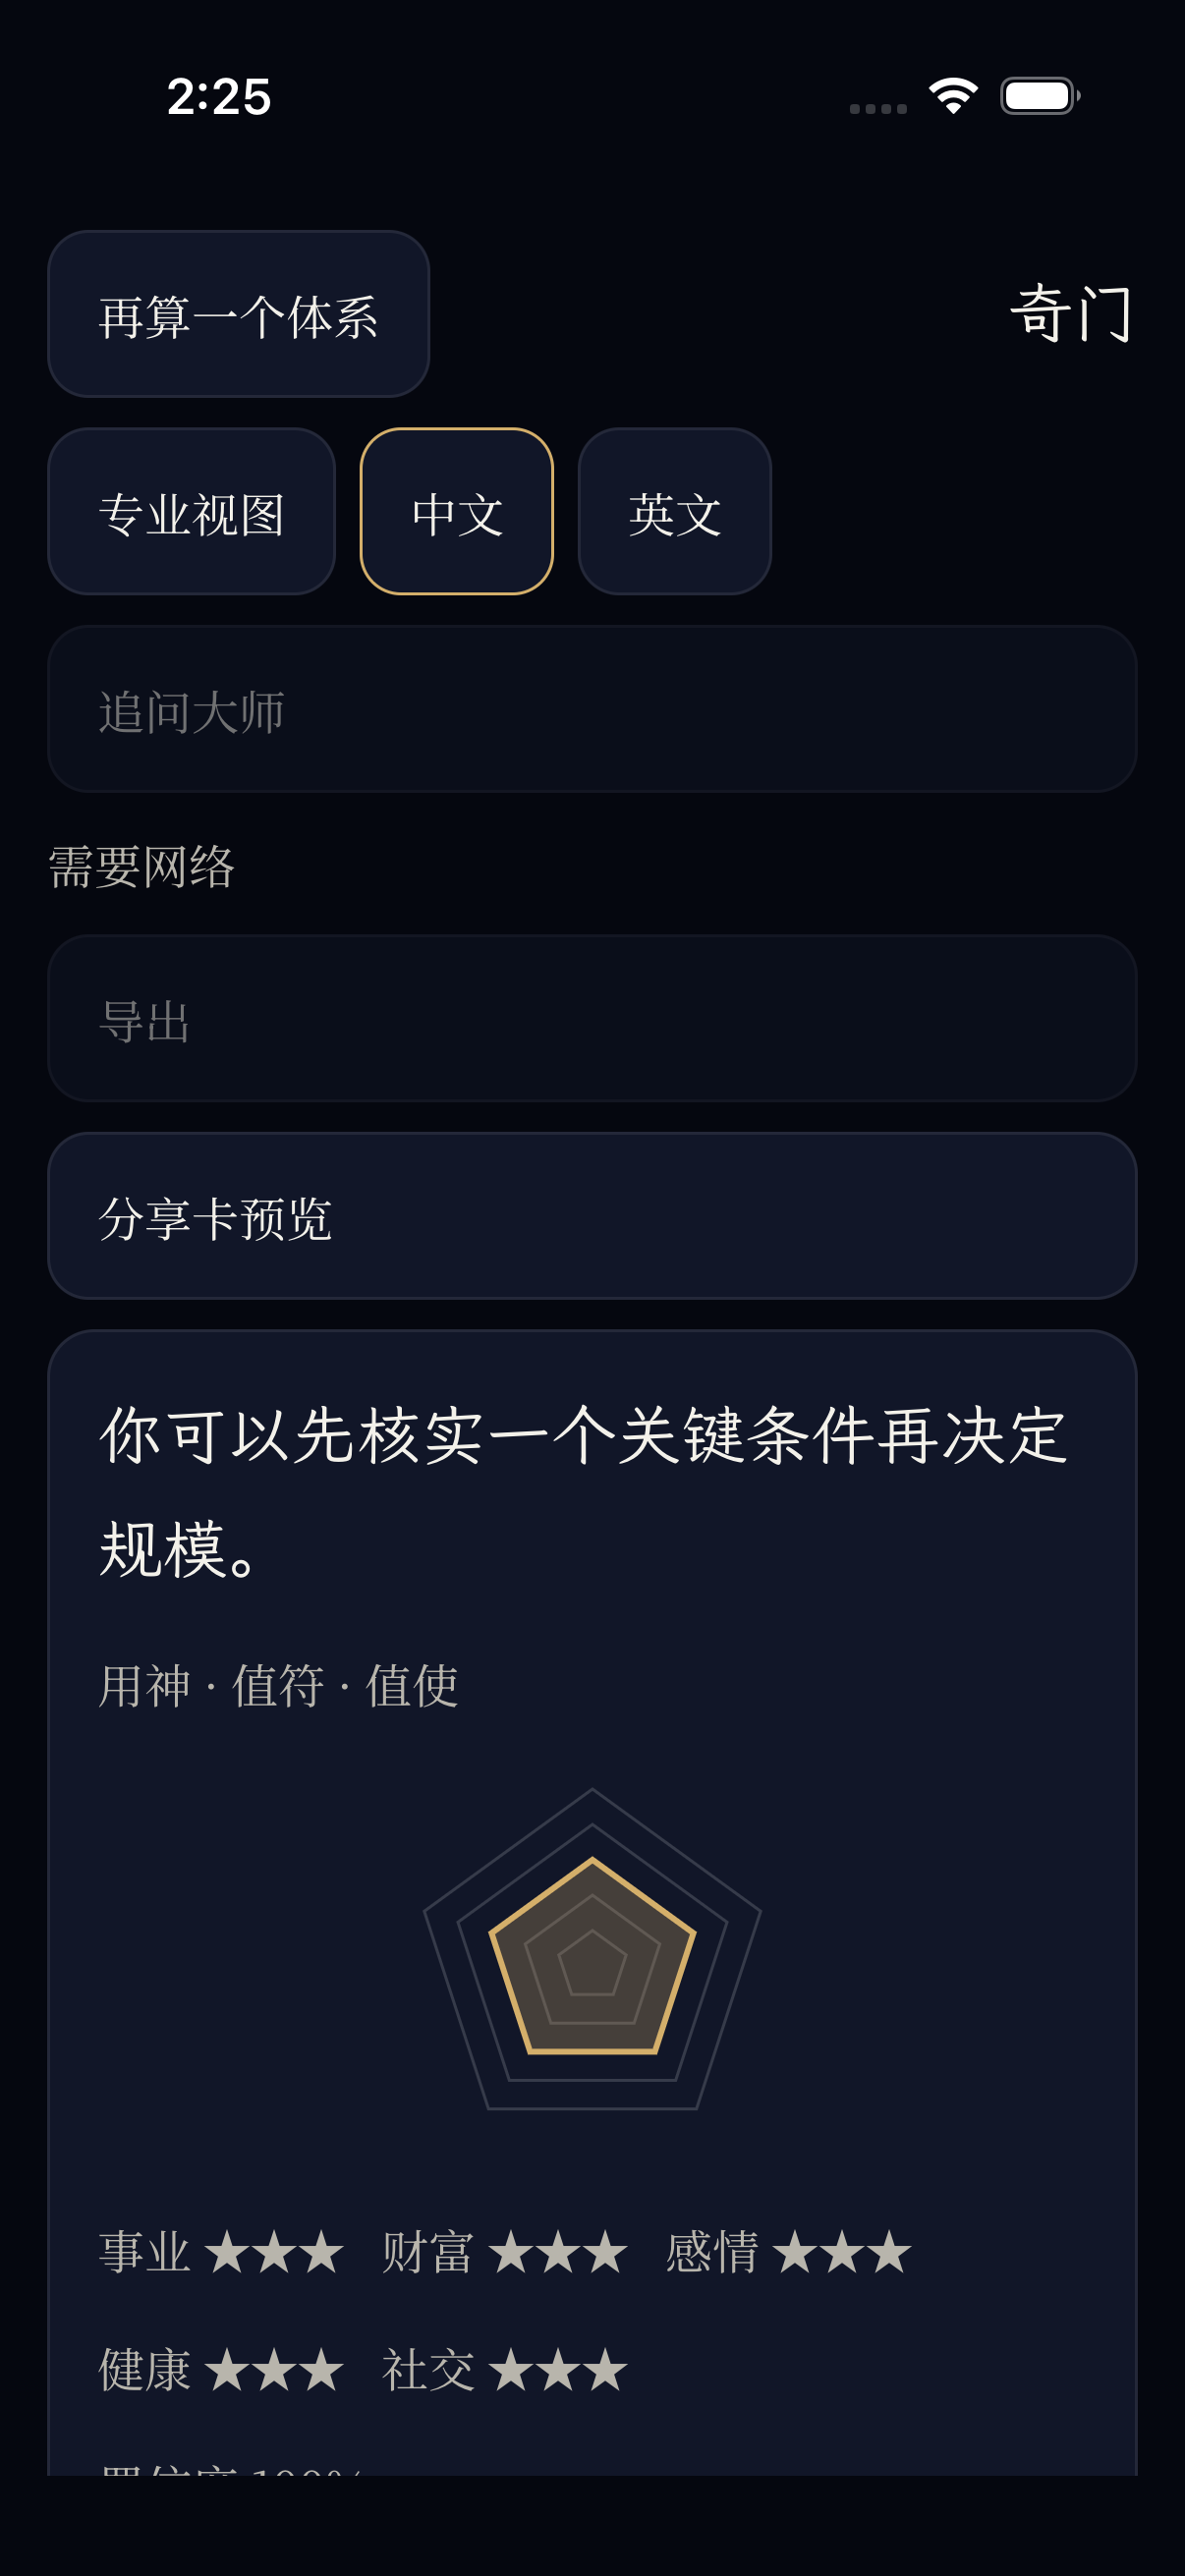 2:25
再算一个体系
奇门
专业视图 中文 英文
追问大师
需要网络
导出
分享卡预览
你可以先核实一个关键条件再决定
规模。
用神 · 值符 · 值使
事业 ★★★ 财富 ★★★ 感情 ★★★
健康 ★★★ 社交 ★★★